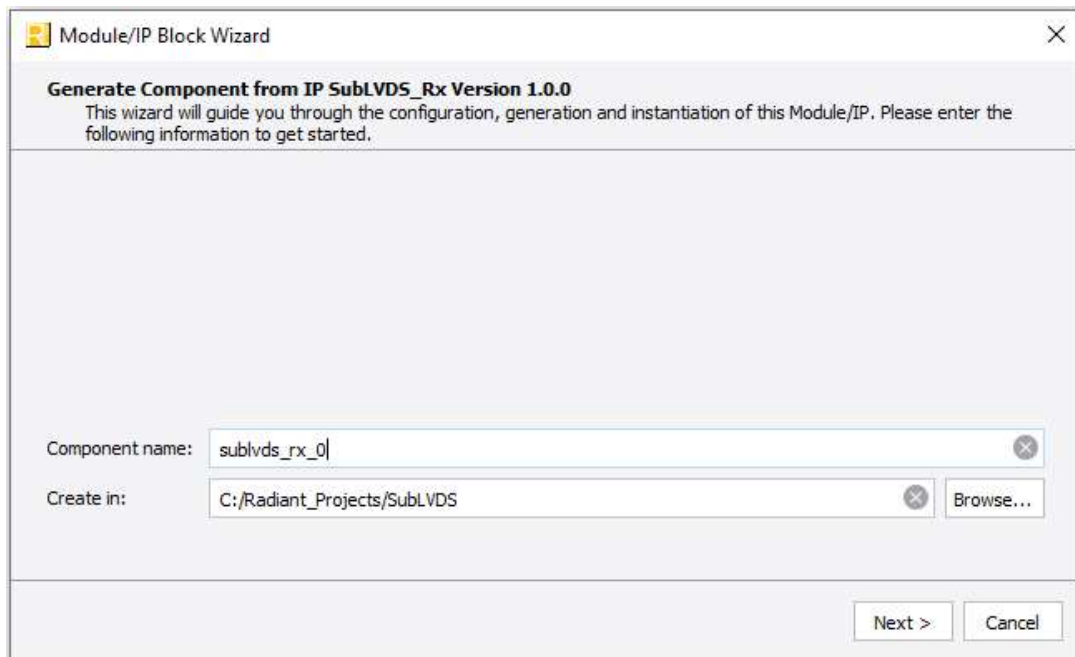 Module/IP Block Wizard
Generate Component from IP SubLVDS_Rx Version 1.0.0
This wizard will guide you through the configuration, generation and instantiation of this Module/IP. Please enter the
following information to get started.
Component name: sublvds_rx_0
Create in: C:/Radiant_Projects/SubLVDS Browse...
Next > Cancel